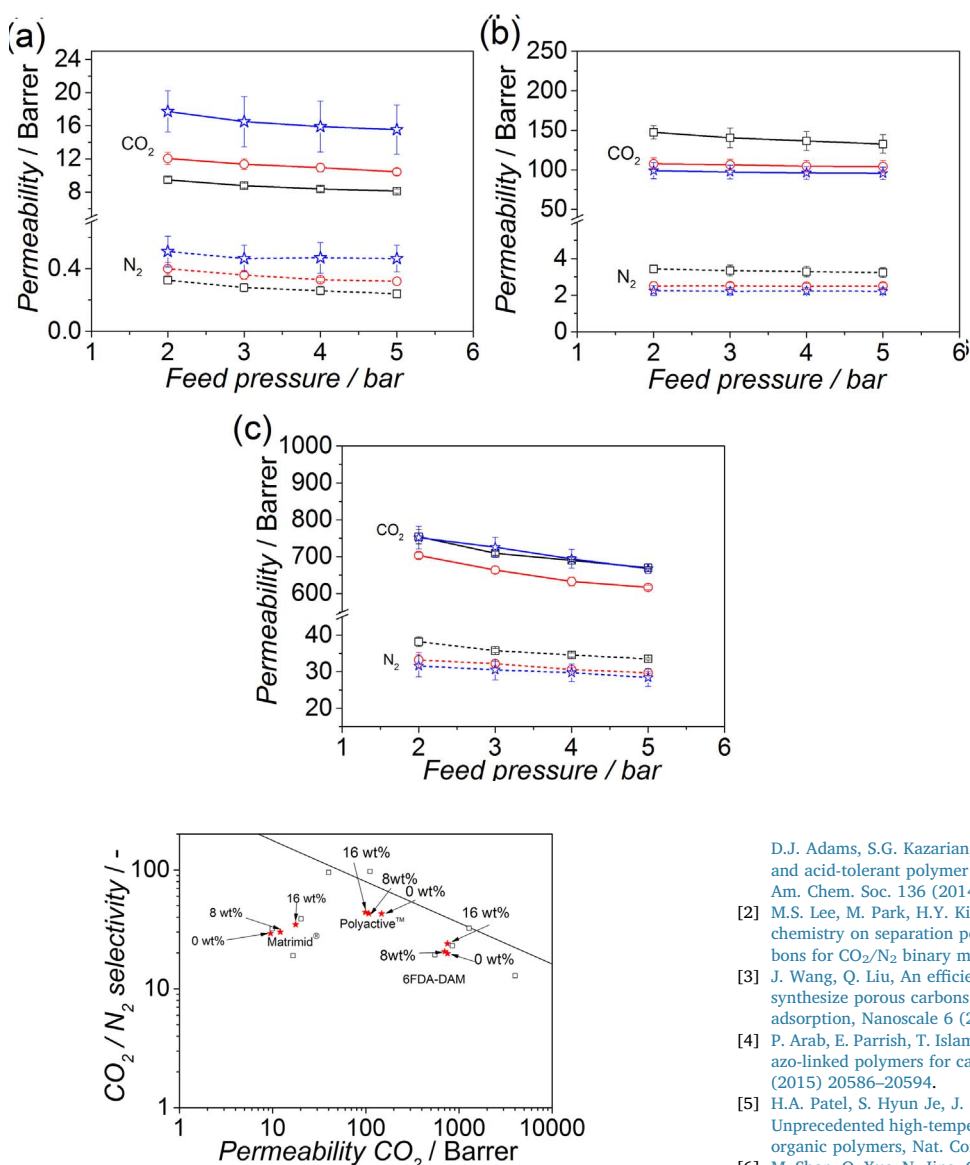 (a)
24
20
16
12
8
0.4
0.0
Permeability / Barrer
CO2
N2
1 2 3 4 5 6
Feed pressure / bar
(b)
250
200
150
100
50
4
2
0
Permeability / Barrer
CO2
N2
1 2 3 4 5 6
Feed pressure / bar
(c)
1000
900
800
700
600
40
30
20
Permeability / Barrer
CO2
N2
1 2 3 4 5 6
Feed pressure / bar
100
10
1
CO2 / N2 selectivity / -
16 wt%
8wt%
0 wt%
Polyactive™
8 wt%
16 wt%
0 wt%
Matrimid®
16 wt%
8wt%
0 wt%
6FDA-DAM
1 10 100 1000 10000
Permeability CO2 / Barrer
D.J. Adams, S.G. Kazarian
and acid-tolerant polymer
Am. Chem. Soc. 136 (2014
[2] M.S. Lee, M. Park, H.Y. Ki
chemistry on separation pe
bons for CO2/N2 binary m
[3] J. Wang, Q. Liu, An efficie
synthesize porous carbons
adsorption, Nanoscale 6 (2
[4] P. Arab, E. Parrish, T. Islam
azo-linked polymers for ca
(2015) 20586–20594.
[5] H.A. Patel, S. Hyun Je, J.
Unprecedented high-tempe
organic polymers, Nat. Co